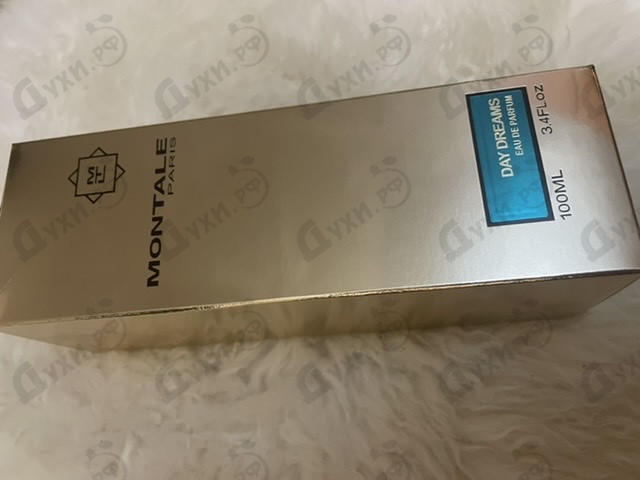 MONTALE
PARIS
DAY DREAMS
EAU DE PARFUM
100ML 3.4FL.OZ
Духи.рф